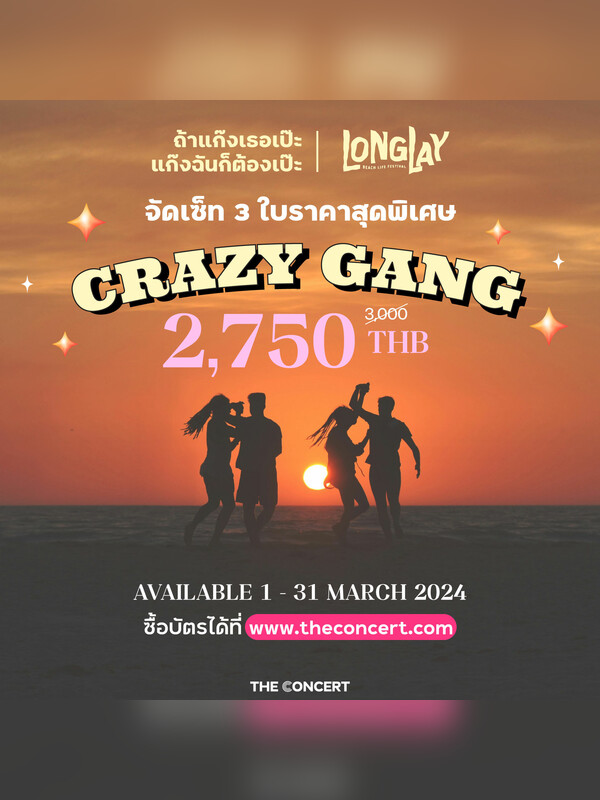 ถ้าแก๊งเธอเป๊ะ
แก๊งฉันก็ต้องเป๊ะ
LONGLAY
BEACH LIFE FESTIVAL
จัดเซ็ท 3 ใบราคาสุดพิเศษ
CRAZY GANG
3,000
2,750 THB
AVAILABLE 1 - 31 MARCH 2024
ซื้อบัตรได้ที่ www.theconcert.com
THE CONCERT